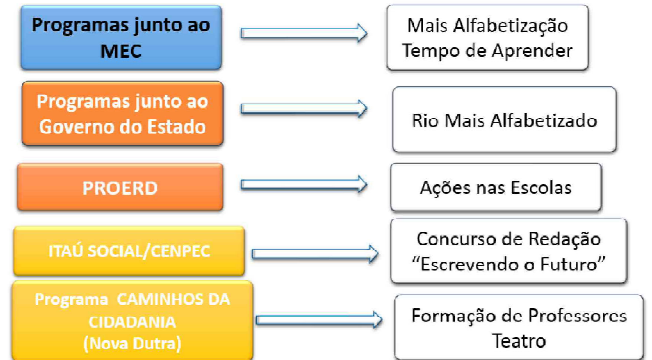 Programas junto ao
MEC
Mais Alfabetização
Tempo de Aprender
Programas junto ao
Governo do Estado
Rio Mais Alfabetizado
PROERD
Ações nas Escolas
ITAÚ SOCIAL/CENPEC
Concurso de Redação
“Escrevendo o Futuro”
Programa CAMINHOS DA
CIDADANIA
(Nova Dutra)
Formação de Professores
Teatro